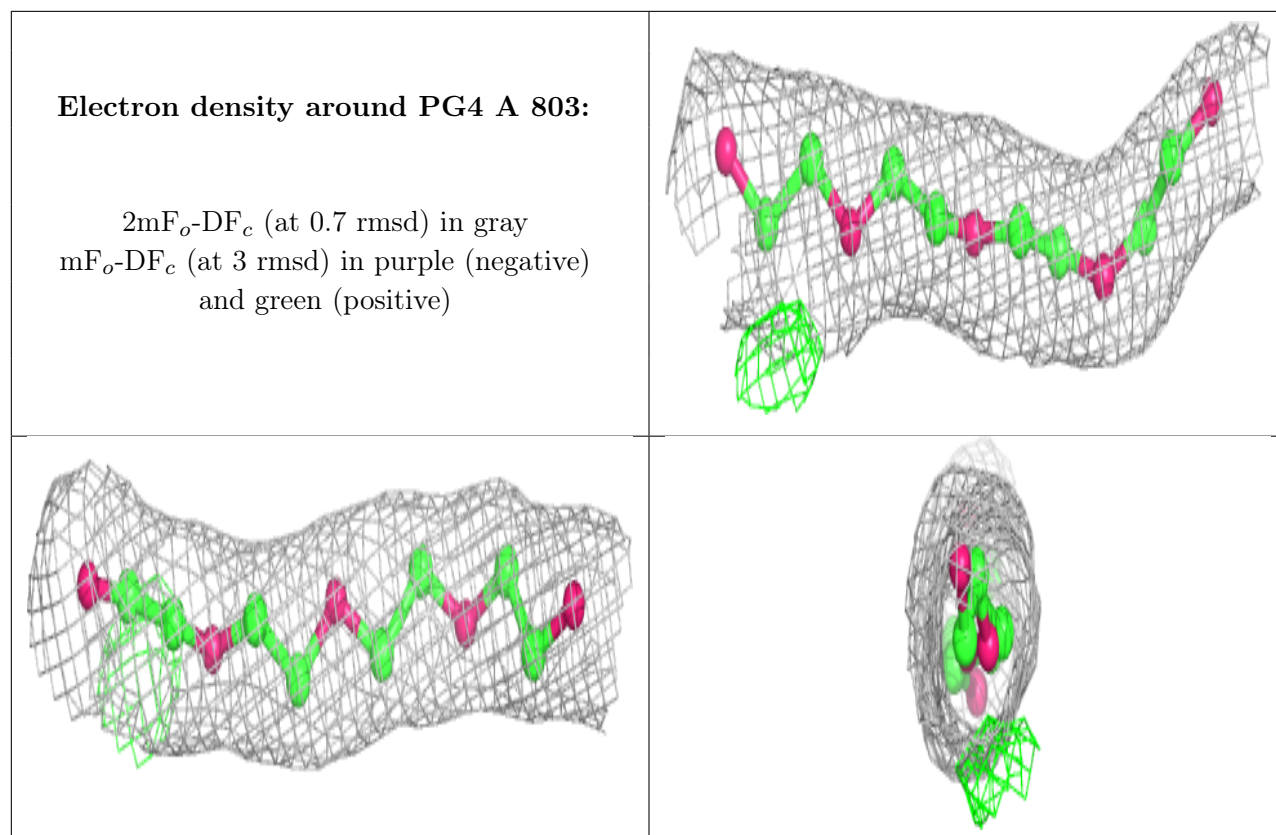 Electron density around PG4 A 803:
2mFo-DFc (at 0.7 rmsd) in gray
mFo-DFc (at 3 rmsd) in purple (negative)
and green (positive)